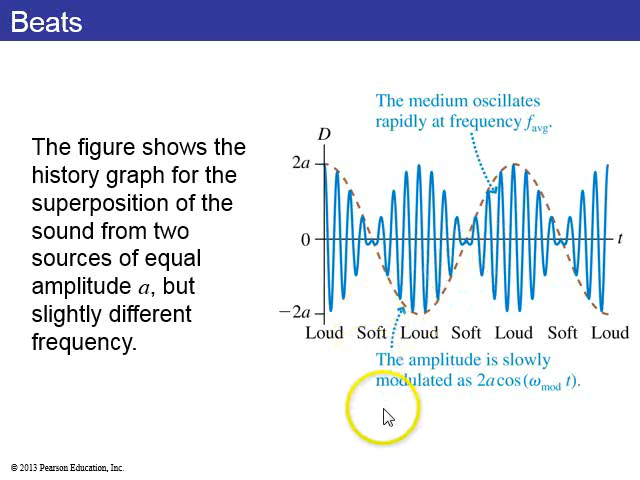 Beats
The figure shows the
history graph for the
superposition of the
sound from two
sources of equal
amplitude a, but
slightly different
frequency.
The medium oscillates
rapidly at frequency favg.
D
2a
0
t
−2a
Loud Soft Loud Soft Loud Soft Loud
The amplitude is slowly
modulated as 2a cos(ωmod t).
© 2013 Pearson Education, Inc.